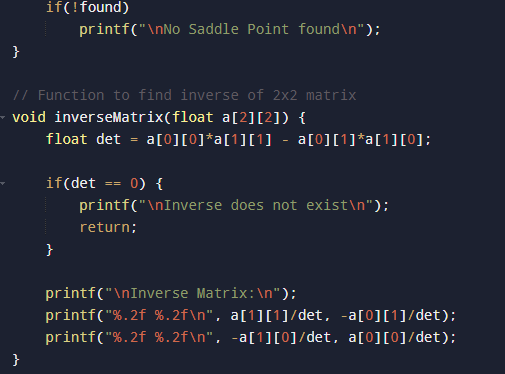 if(!found)
printf("\nNo Saddle Point found\n");
}
// Function to find inverse of 2x2 matrix
void inverseMatrix(float a[2][2]) {
float det = a[0][0]*a[1][1] - a[0][1]*a[1][0];
if(det == 0) {
printf("\nInverse does not exist\n");
return;
}
printf("\nInverse Matrix:\n");
printf("%.2f %.2f\n", a[1][1]/det, -a[0][1]/det);
printf("%.2f %.2f\n", -a[1][0]/det, a[0][0]/det);
}